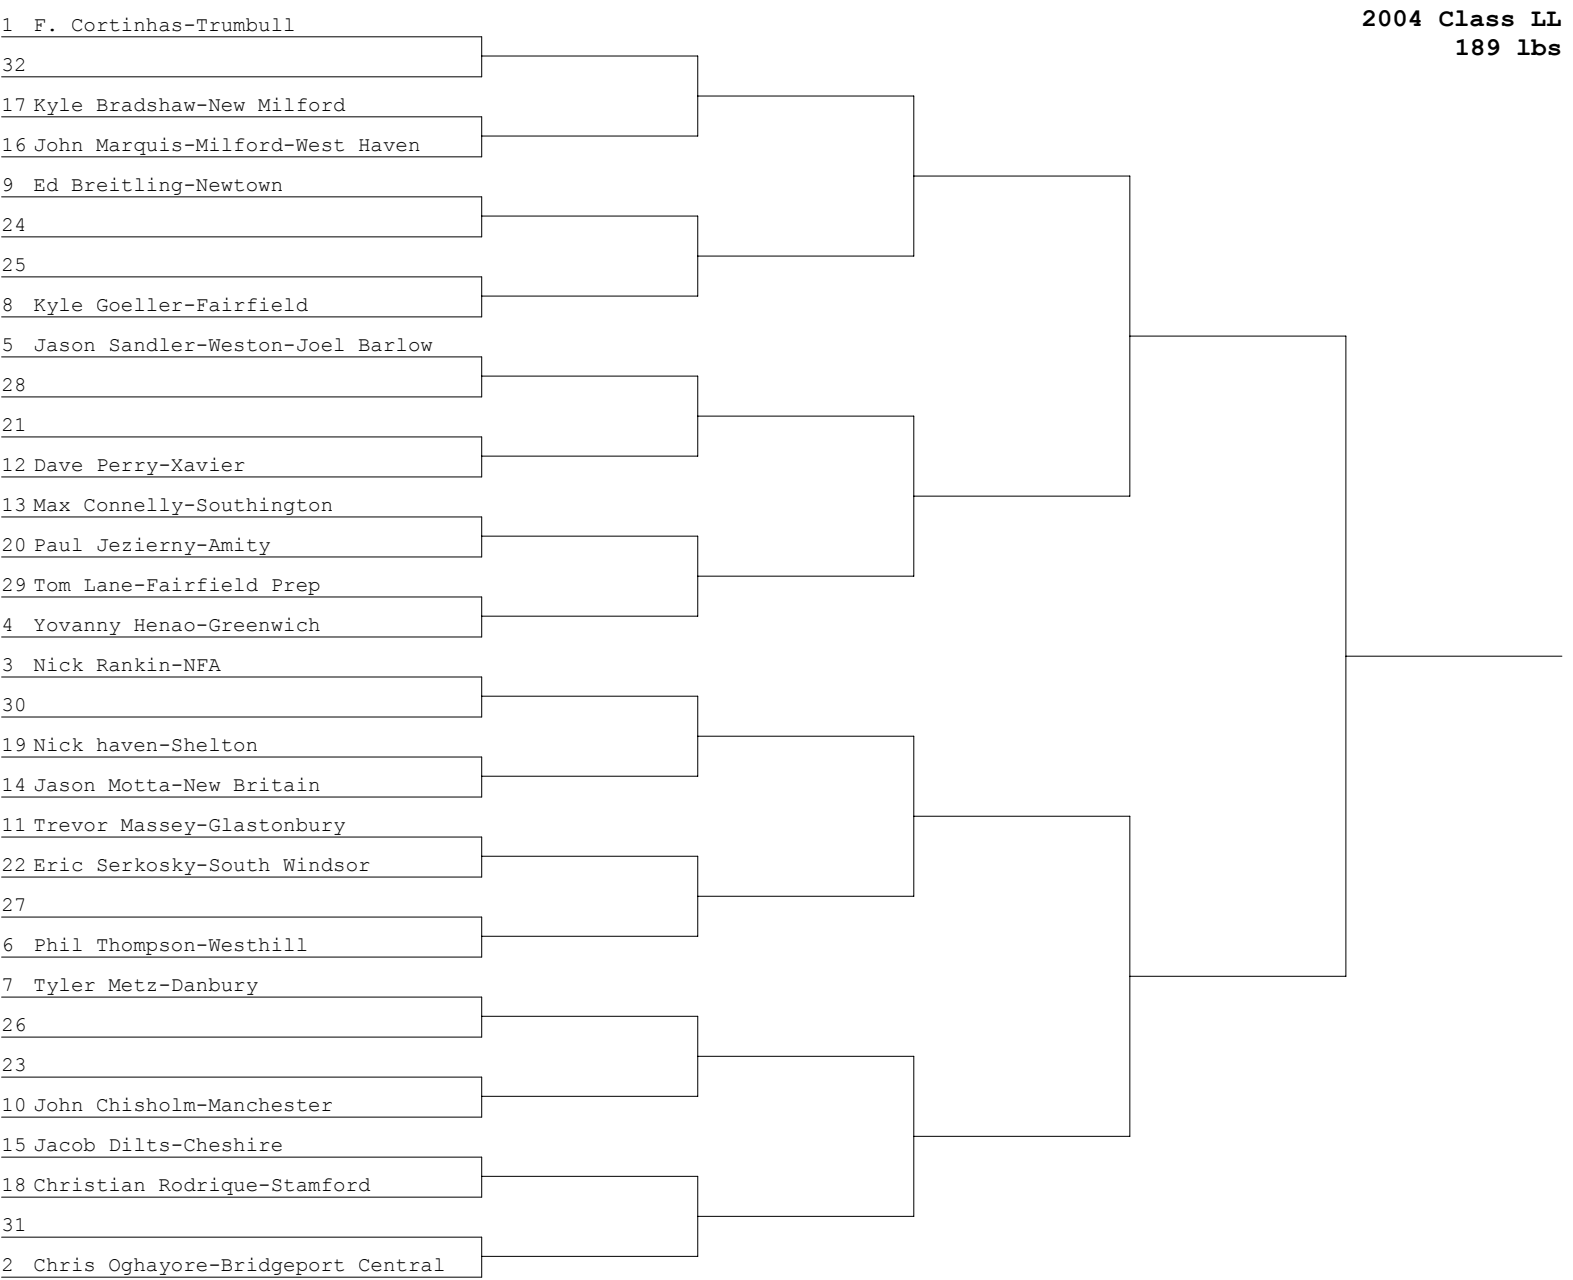 2004 Class LL
189 lbs
1 F. Cortinhas-Trumbull
32
17 Kyle Bradshaw-New Milford
16 John Marquis-Milford-West Haven
9 Ed Breitling-Newtown
24
25
8 Kyle Goeller-Fairfield
5 Jason Sandler-Weston-Joel Barlow
28
21
12 Dave Perry-Xavier
13 Max Connelly-Southington
20 Paul Jezierny-Amity
29 Tom Lane-Fairfield Prep
4 Yovanny Henao-Greenwich
3 Nick Rankin-NFA
30
19 Nick haven-Shelton
14 Jason Motta-New Britain
11 Trevor Massey-Glastonbury
22 Eric Serkosky-South Windsor
27
6 Phil Thompson-Westhill
7 Tyler Metz-Danbury
26
23
10 John Chisholm-Manchester
15 Jacob Dilts-Cheshire
18 Christian Rodrique-Stamford
31
2 Chris Oghayore-Bridgeport Central